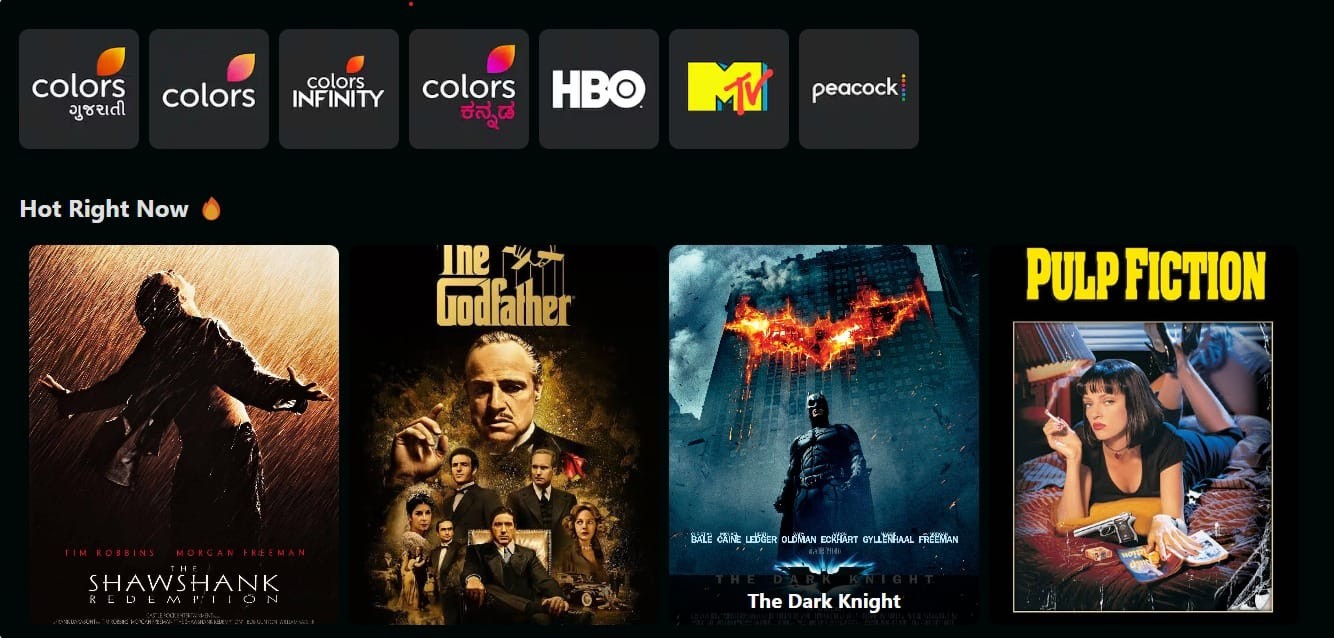 colors
ગુજરાતી
colors
colors
INFINITY
colors
ಕನ್ನಡ
HBO
MTV
peacock
Hot Right Now 🔥
TIM ROBBINS MORGAN FREEMAN
THE
SHAWSHANK
REDEMPTION
The
Godfather
BALE CAINE LEDGER OLDMAN ECKHART GYLLENHAAL FREEMAN
THE DARK KNIGHT
The Dark Knight
PULP FICTION